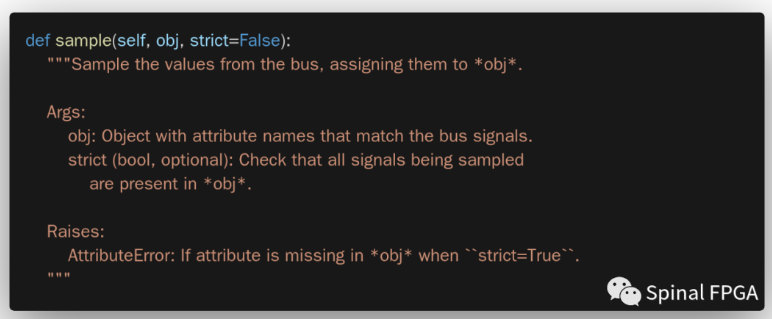 def sample(self, obj, strict=False):
"""Sample the values from the bus, assigning them to *obj*.
Args:
obj: Object with attribute names that match the bus signals.
strict (bool, optional): Check that all signals being sampled
are present in *obj*.
Raises:
AttributeError: If attribute is missing in *obj* when ``strict=True``.
"""
Spinal FPGA